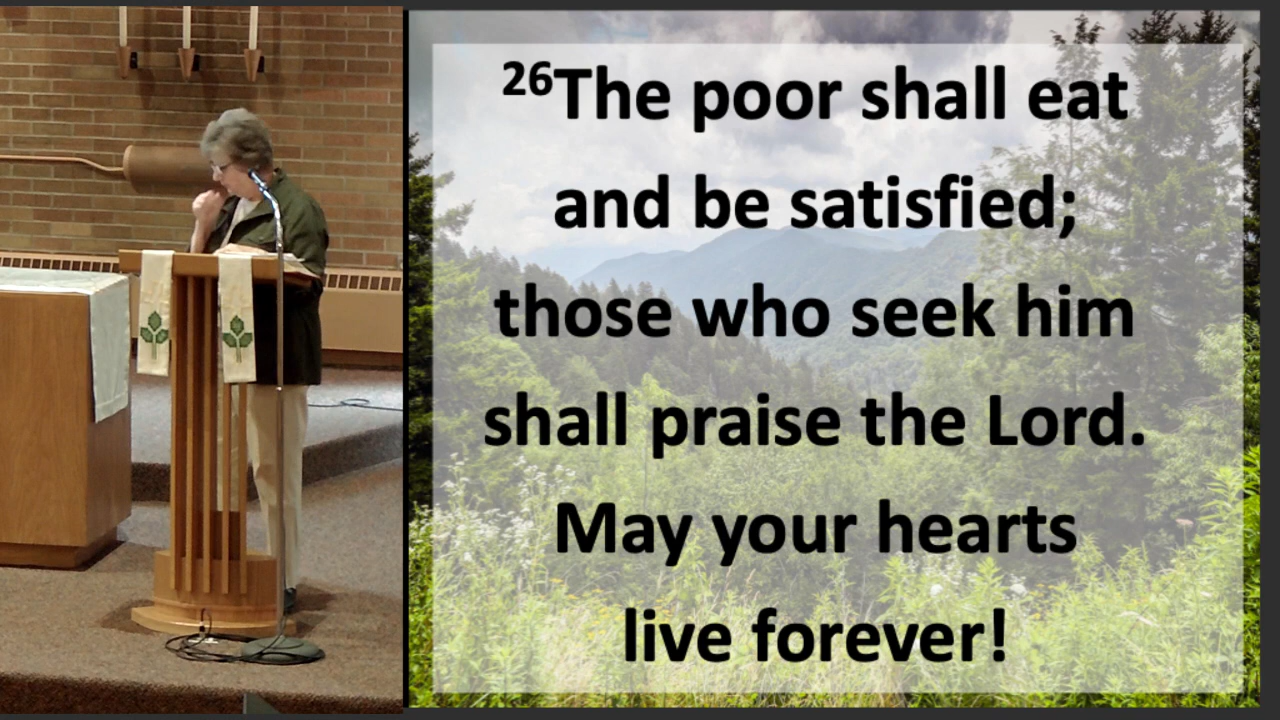 26The poor shall eat
and be satisfied;
those who seek him
shall praise the Lord.
May your hearts
live forever!